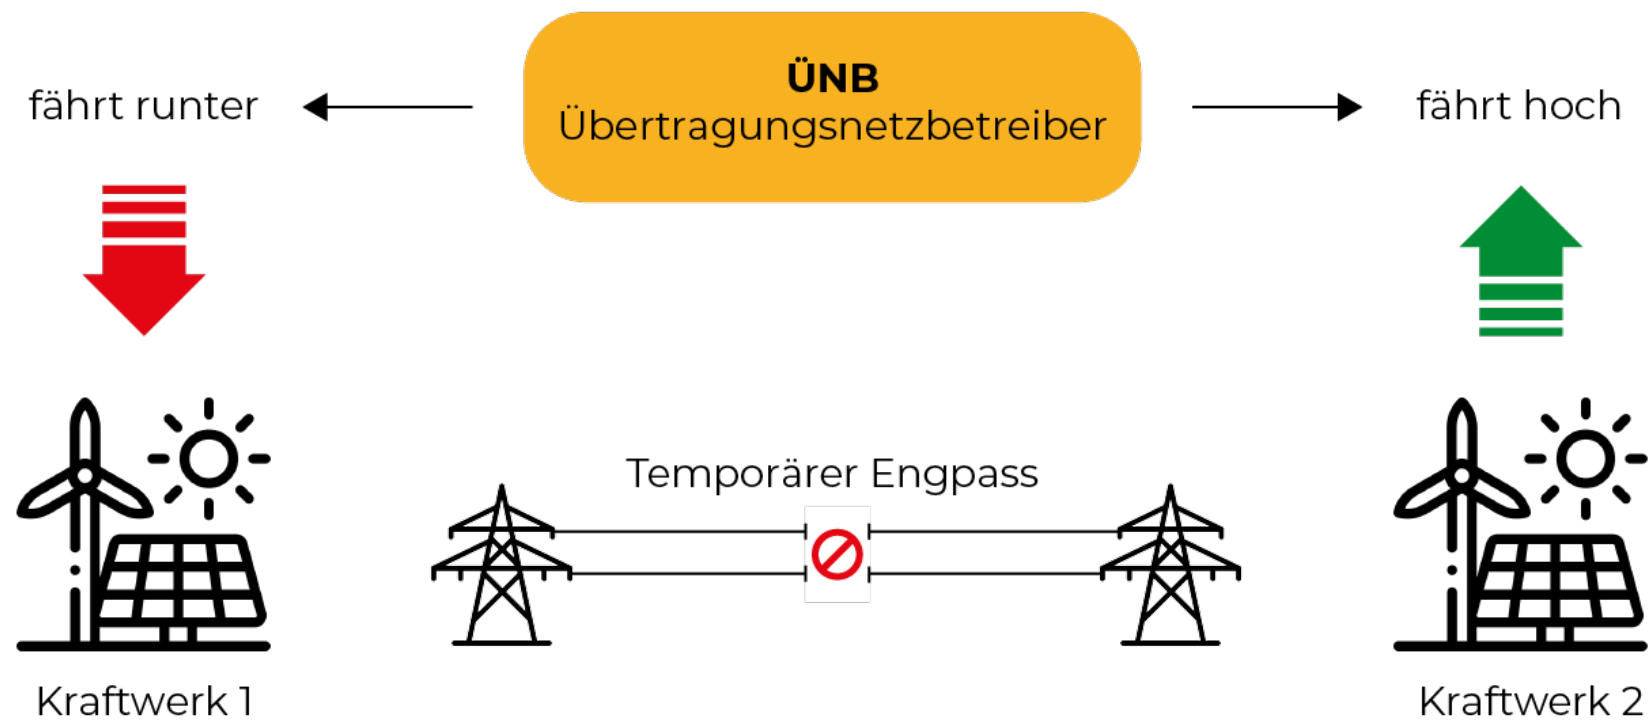 ÜNB
Übertragungsnetzbetreiber
fährt runter
fährt hoch
Temporärer Engpass
Kraftwerk 1
Kraftwerk 2